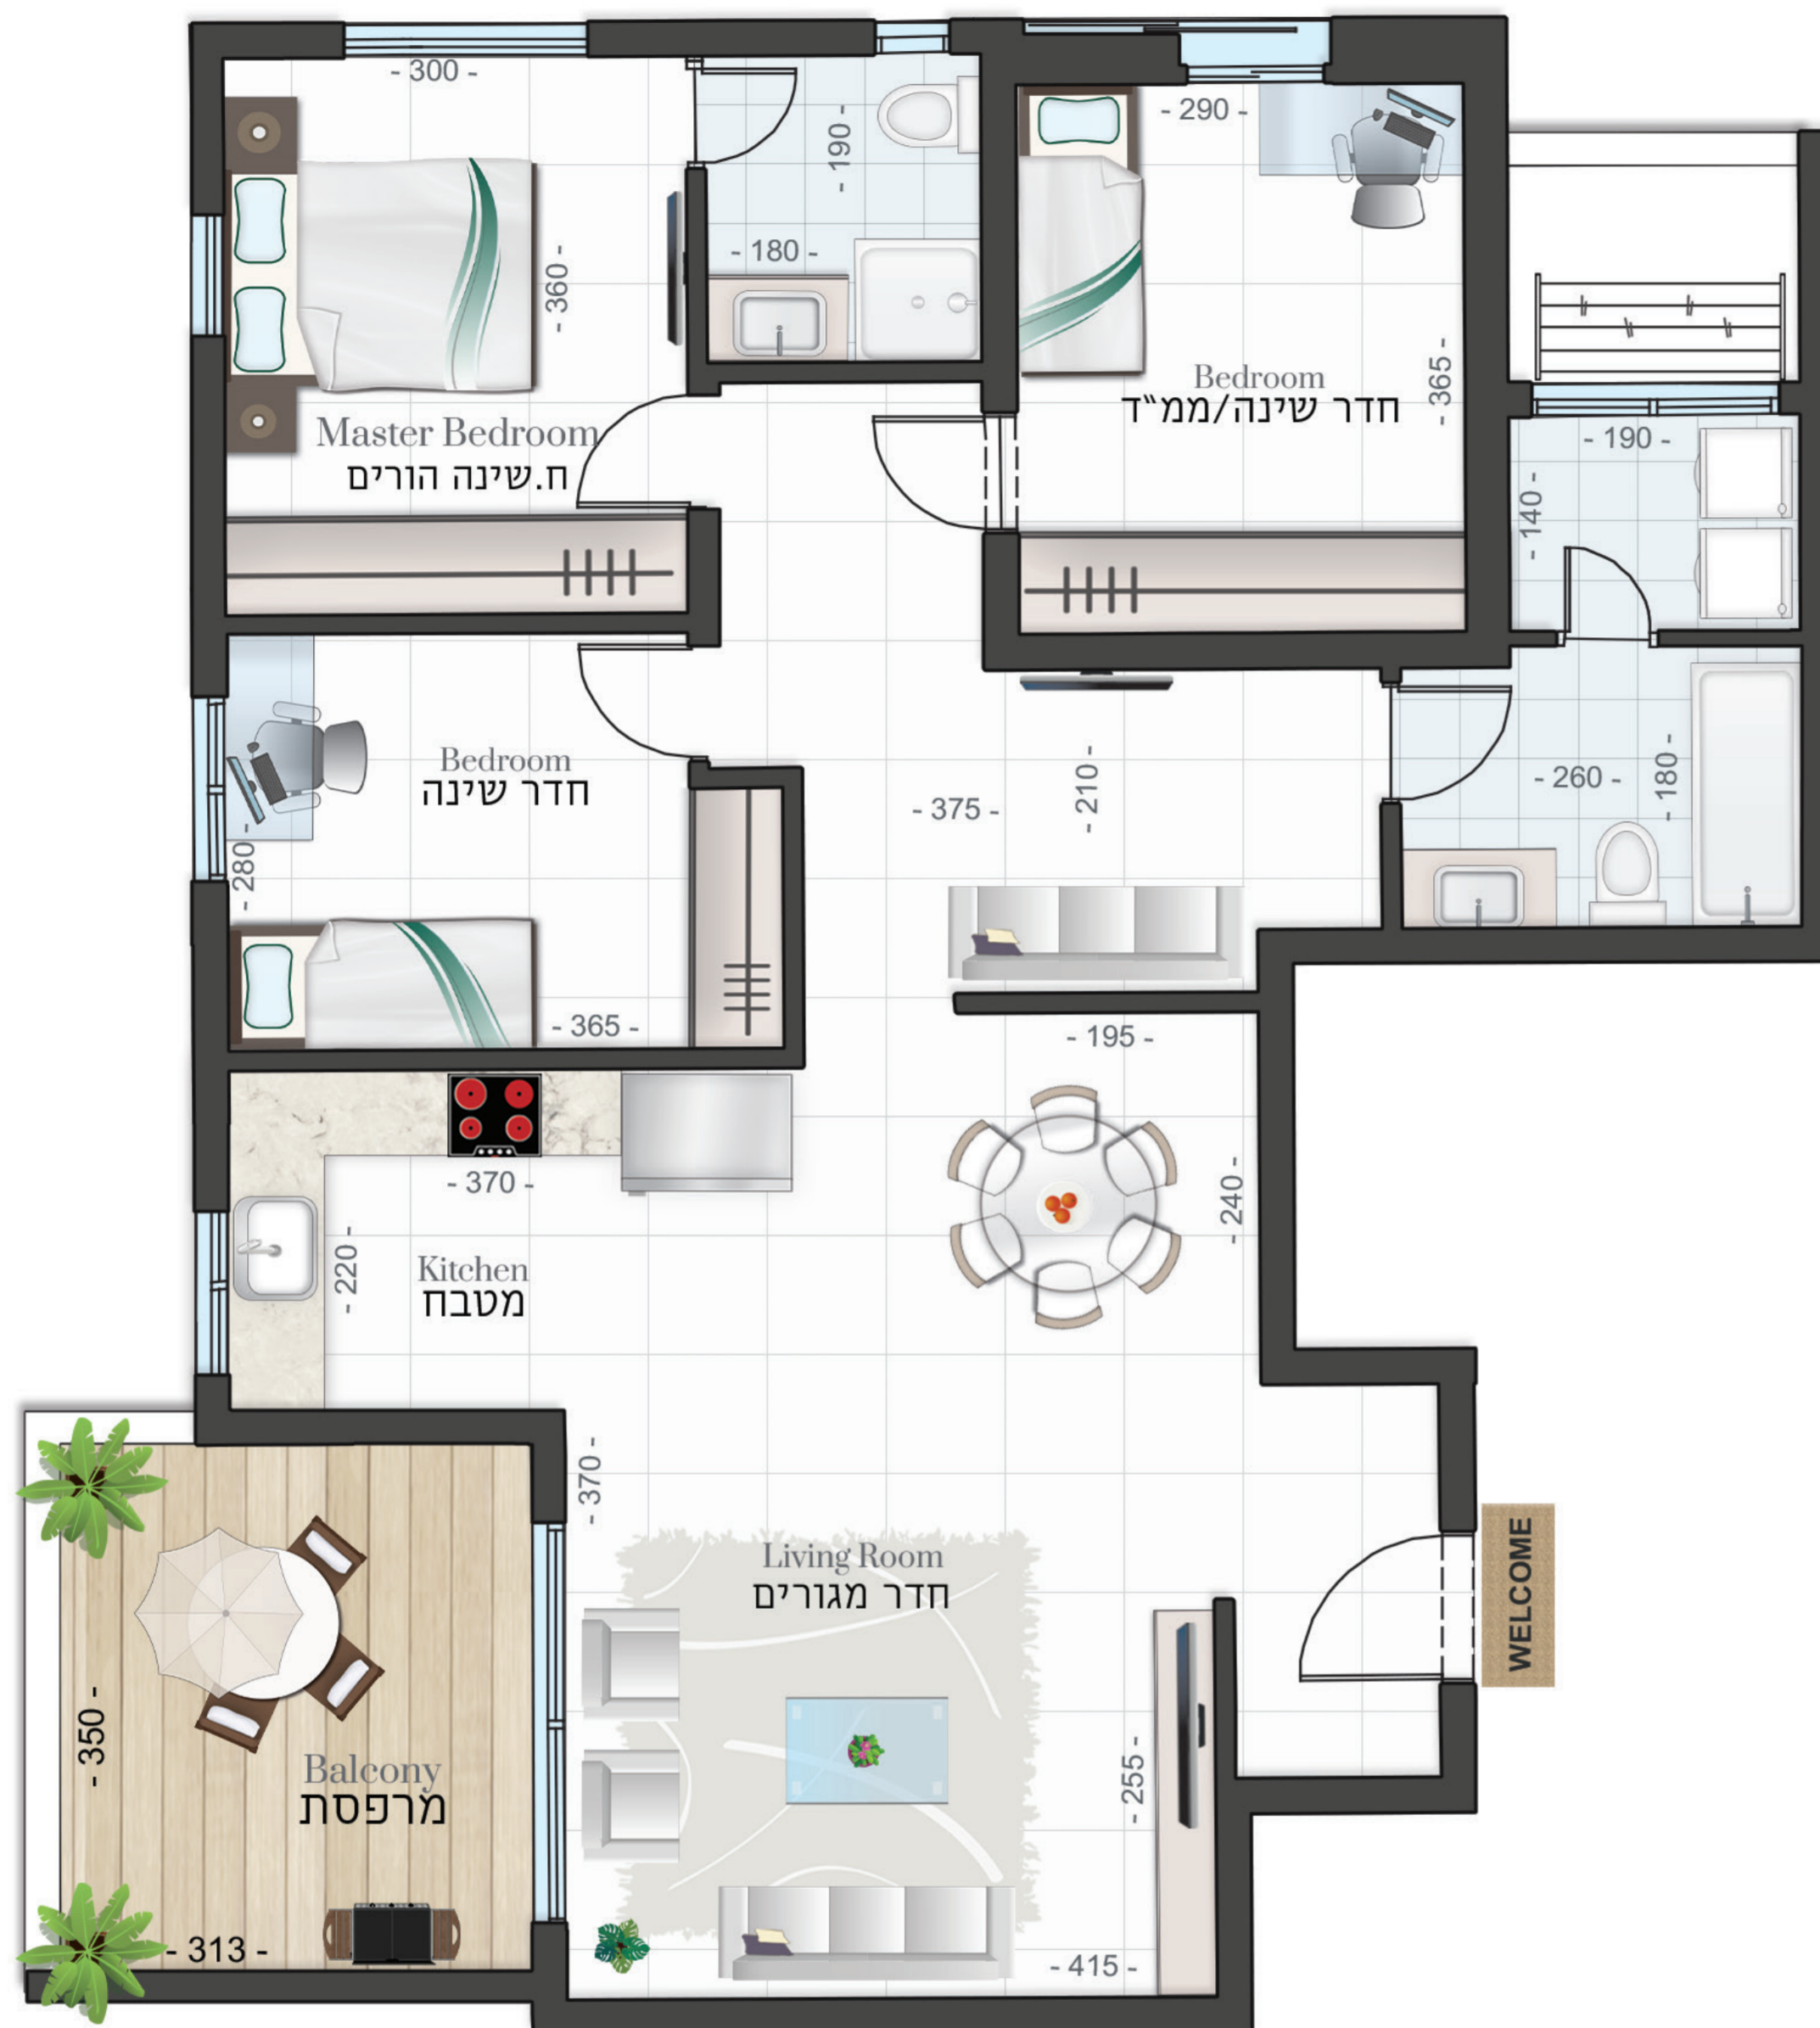 - 300 -
- 190 -
- 290 -
- 180 -
- 360 -
- 365 -
Bedroom
חדר שינה/ממ"ד
Master Bedroom
ח.שינה הורים
- 190 -
- 140 -
Bedroom
חדר שינה
- 280 -
- 375 -
- 210 -
- 260 -
- 180 -
- 365 -
- 195 -
- 370 -
- 240 -
- 220 -
Kitchen
מטבח
- 370 -
Living Room
חדר מגורים
WELCOME
- 350 -
Balcony
מרפסת
- 255 -
- 313 -
- 415 -